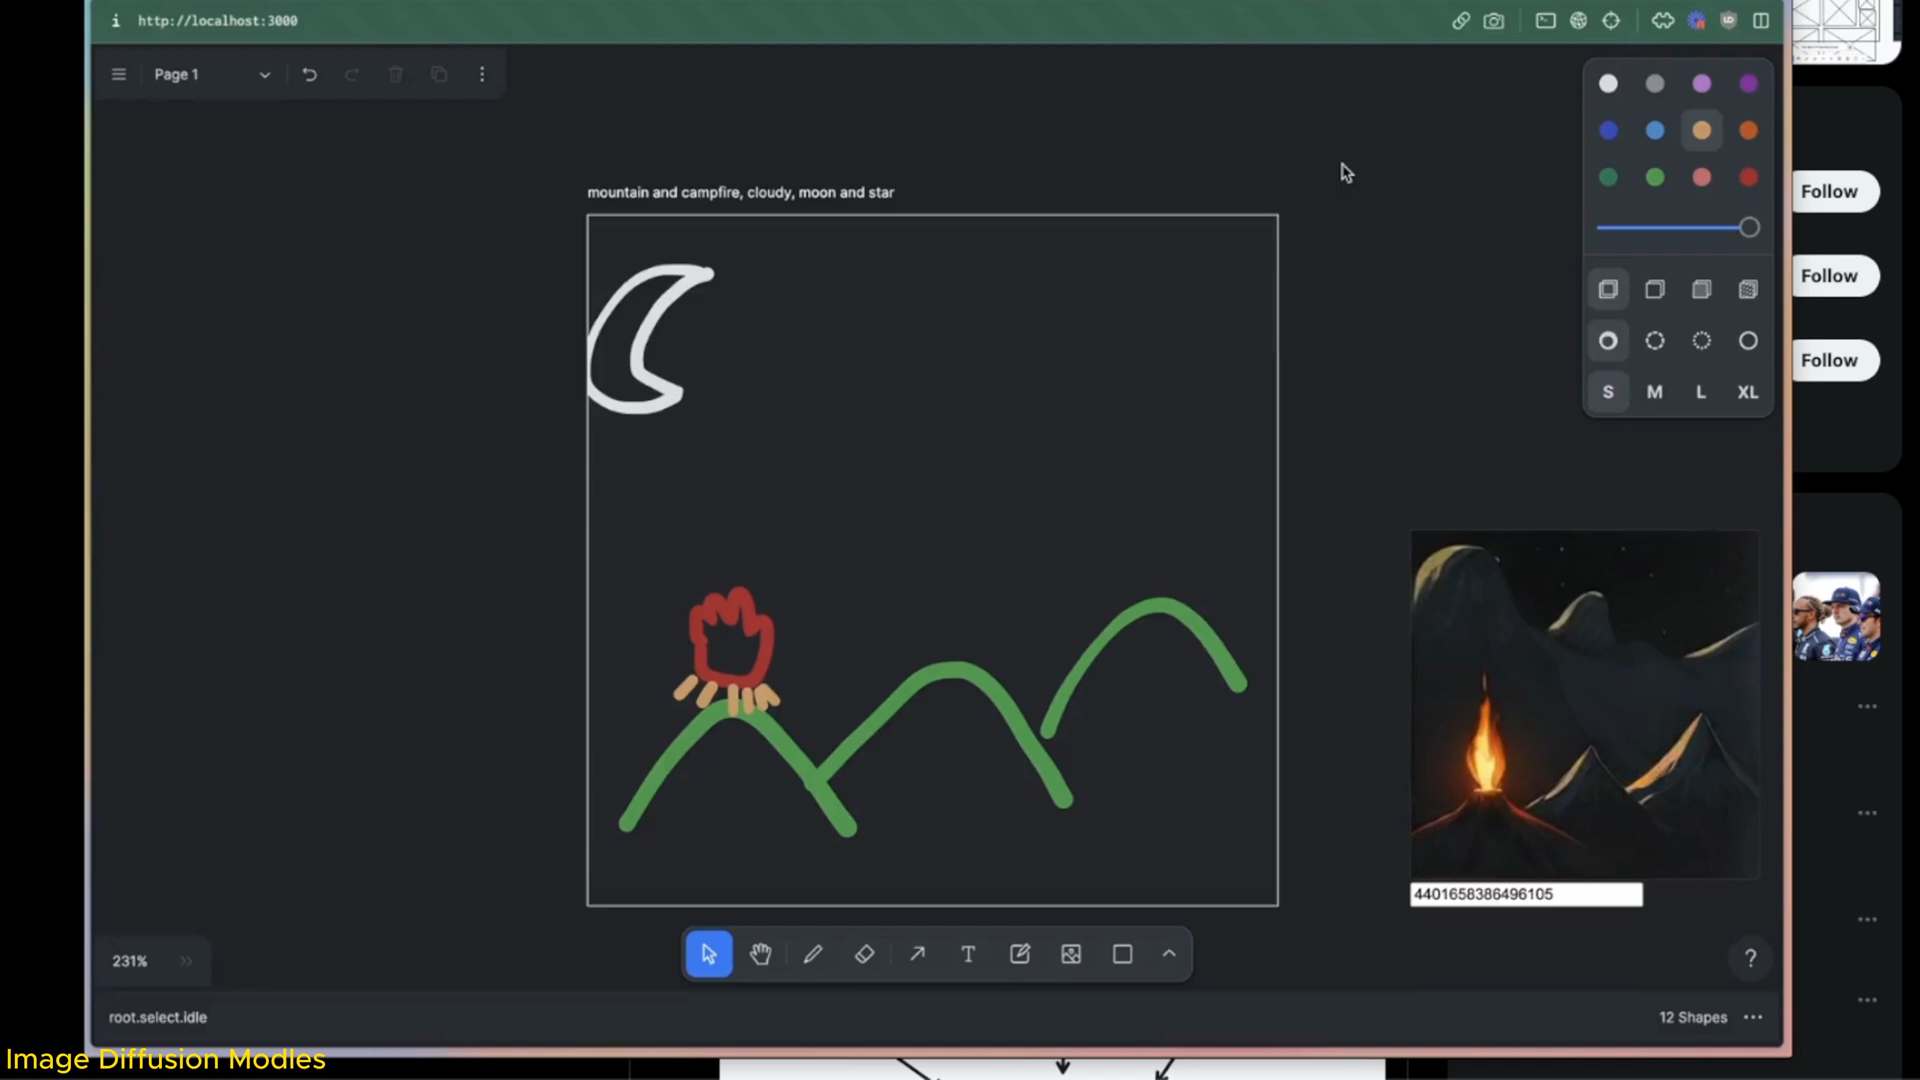 i http://localhost:3000
Page 1
mountain and campfire, cloudy, moon and star
S M L XL
Follow
Follow
Follow
4401658386496105
231%
?
root.select.idle
12 Shapes
Image Diffusion Modles